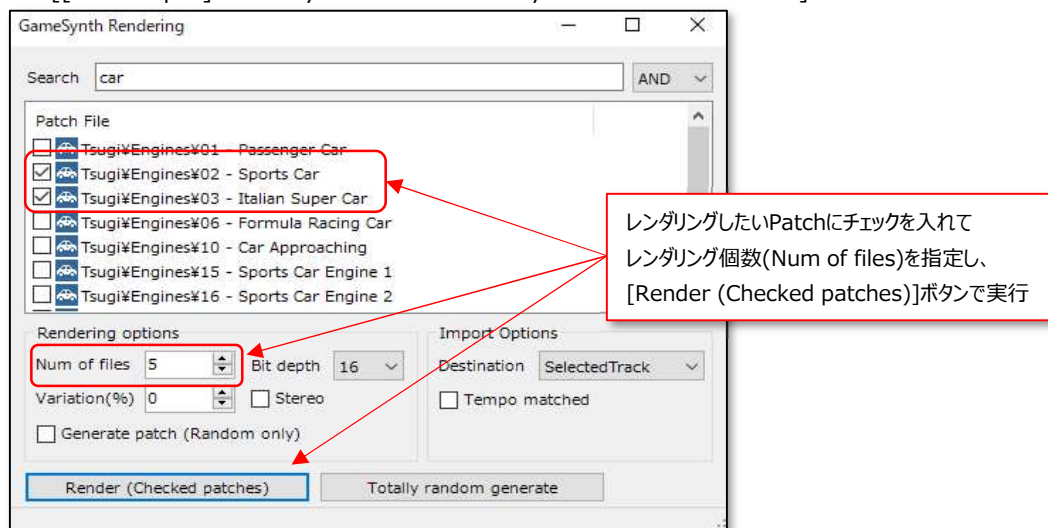 GameSynth Rendering
Search car AND
Patch File
Tsugi¥Engines¥01 - Passenger Car
Tsugi¥Engines¥02 - Sports Car
Tsugi¥Engines¥03 - Italian Super Car
Tsugi¥Engines¥06 - Formula Racing Car
Tsugi¥Engines¥10 - Car Approaching
Tsugi¥Engines¥15 - Sports Car Engine 1
Tsugi¥Engines¥16 - Sports Car Engine 2
レンダリングしたいPatchにチェックを入れて
レンダリング個数(Num of files)を指定し、
[Render (Checked patches)]ボタンで実行
Rendering options
Num of files 5 Bit depth 16
Variation(%) 0 Stereo
Generate patch (Random only)
Import Options
Destination SelectedTrack
Tempo matched
Render (Checked patches)
Totally random generate